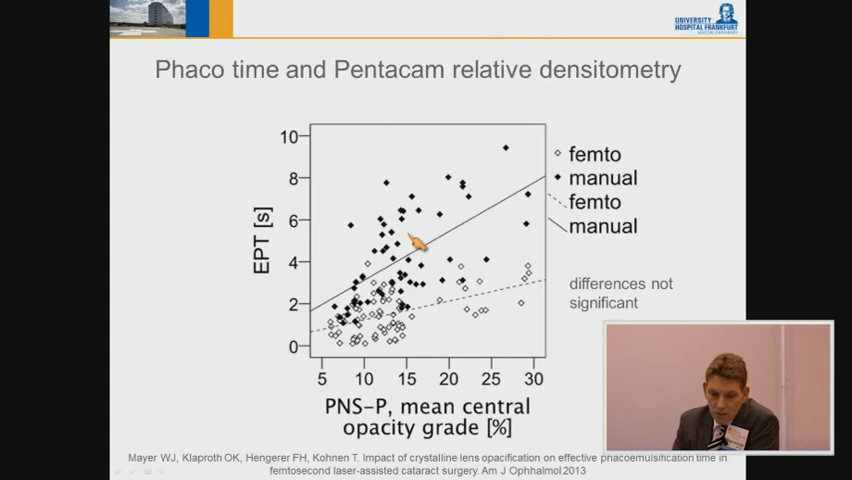 UNIVERSITY
HOSPITAL FRANKFURT
Phaco time and Pentacam relative densitometry
10
8
6
4
2
0
EPT [s]
5 10 15 20 25 30
PNS-P, mean central
opacity grade [%]
femto
manual
femto
manual
differences not
significant
Mayer WJ, Klaproth OK, Hengerer FH, Kohnen T. Impact of crystalline lens opacification on effective phacoemulsification time in
femtosecond laser-assisted cataract surgery. Am J Ophhalmol 2013